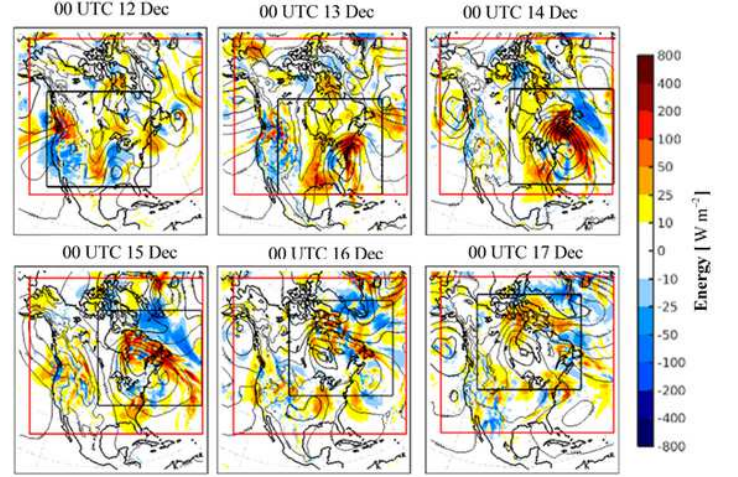 00 UTC 12 Dec
00 UTC 13 Dec
00 UTC 14 Dec
00 UTC 15 Dec
00 UTC 16 Dec
00 UTC 17 Dec
800
400
200
100
50
25
10
0
-10
-25
-50
-100
-200
-400
-800
Energy [ W m⁻²]